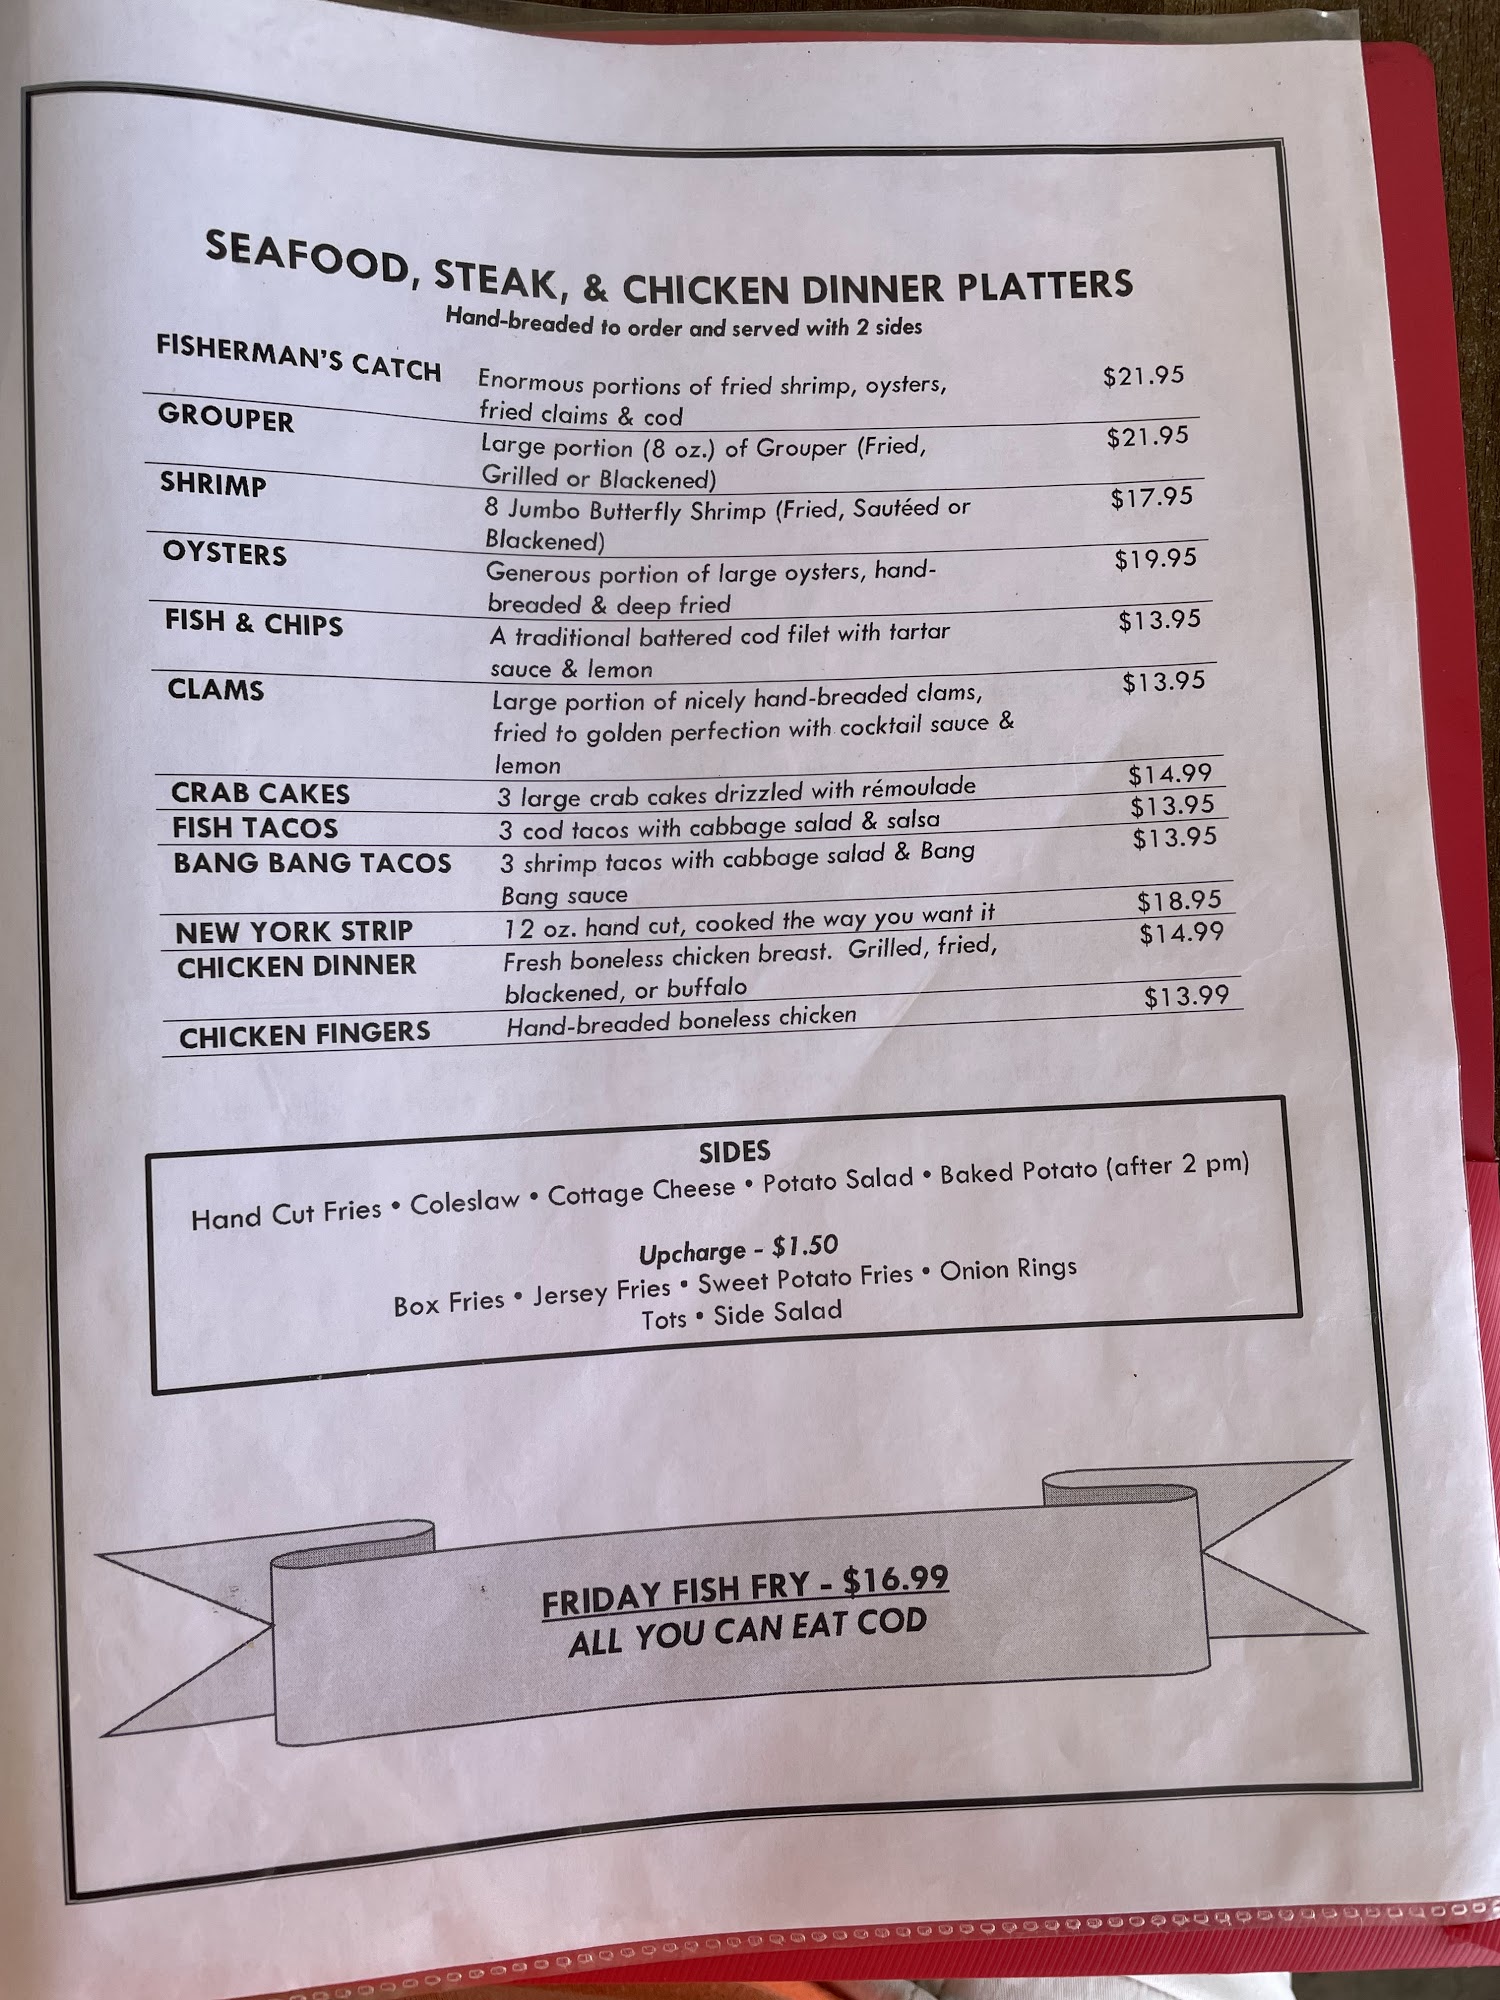 SEAFOOD, STEAK, & CHICKEN DINNER PLATTERS
Hand-breaded to order and served with 2 sides
FISHERMAN'S CATCH Enormous portions of fried shrimp, oysters, $21.95
fried claims & cod
GROUPER Large portion (8 oz.) of Grouper (Fried, $21.95
Grilled or Blackened)
SHRIMP 8 Jumbo Butterfly Shrimp (Fried, Sautéed or $17.95
Blackened)
OYSTERS Generous portion of large oysters, hand- $19.95
breaded & deep fried
FISH & CHIPS A traditional battered cod filet with tartar $13.95
sauce & lemon
CLAMS Large portion of nicely hand-breaded clams, $13.95
fried to golden perfection with cocktail sauce &
lemon
CRAB CAKES 3 large crab cakes drizzled with rémoulade $14.99
FISH TACOS 3 cod tacos with cabbage salad & salsa $13.95
BANG BANG TACOS 3 shrimp tacos with cabbage salad & Bang $13.95
Bang sauce
NEW YORK STRIP 12 oz. hand cut, cooked the way you want it $18.95
CHICKEN DINNER Fresh boneless chicken breast. Grilled, fried, $14.99
blackened, or buffalo
CHICKEN FINGERS Hand-breaded boneless chicken $13.99
SIDES
Hand Cut Fries • Coleslaw • Cottage Cheese • Potato Salad • Baked Potato (after 2 pm)
Upcharge - $1.50
Box Fries • Jersey Fries • Sweet Potato Fries • Onion Rings
Tots • Side Salad
FRIDAY FISH FRY - $16.99
ALL YOU CAN EAT COD